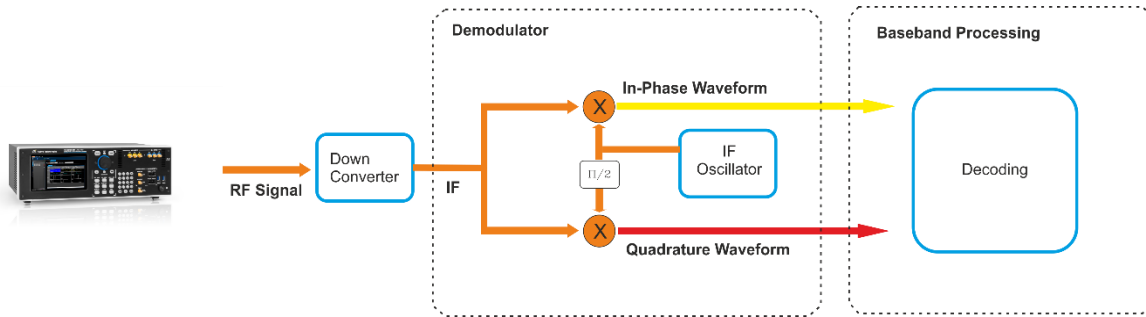 Demodulator
Baseband Processing
In-Phase Waveform
X
Down
Converter
IF
Oscillator
Π/2
Decoding
RF Signal
IF
X
Quadrature Waveform